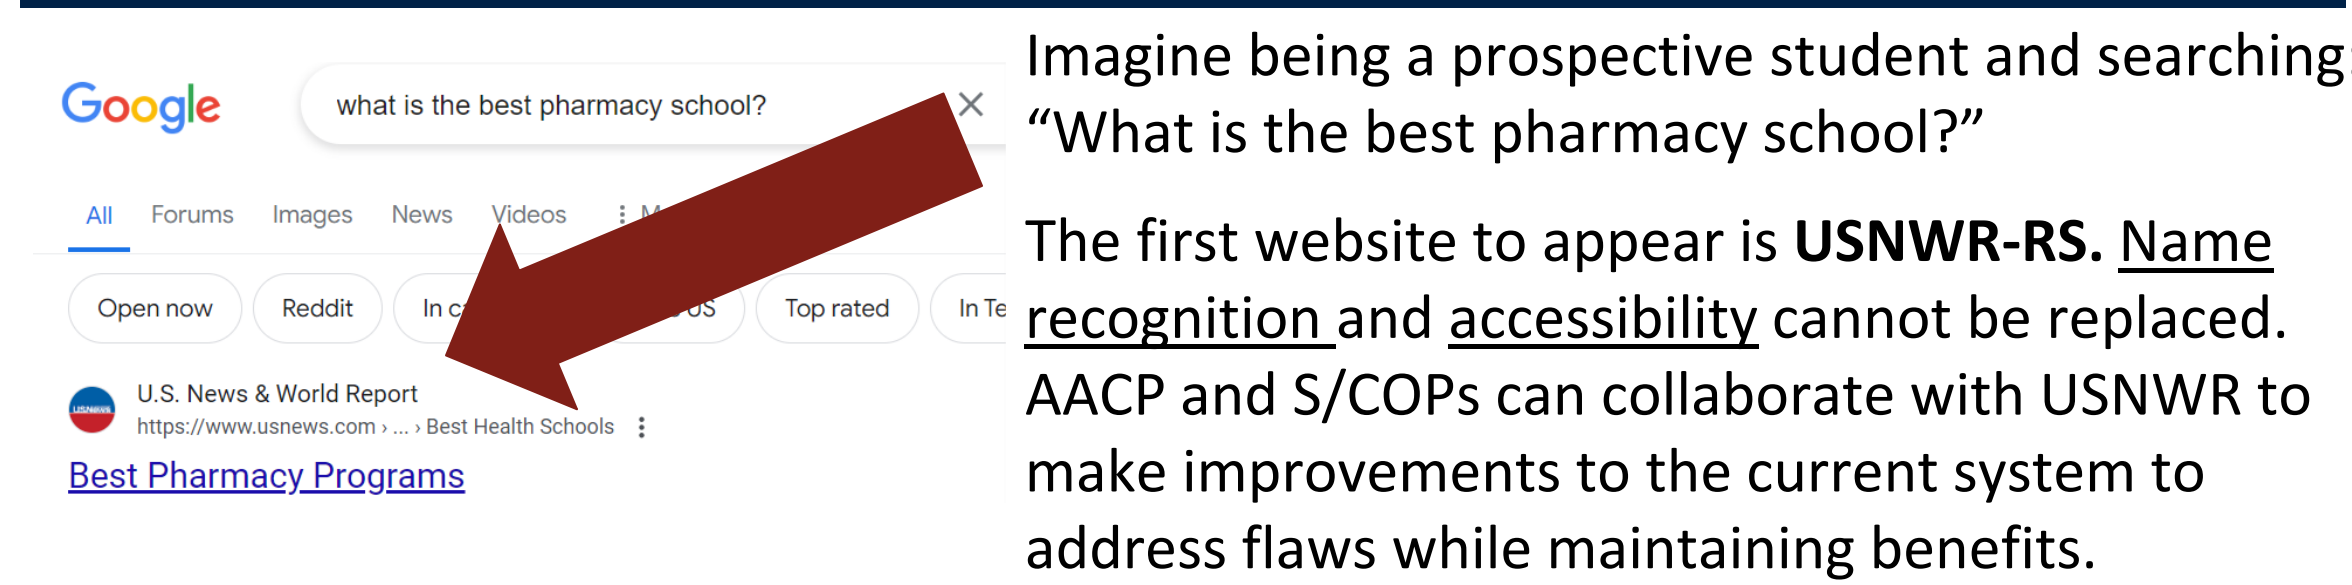 Google
what is the best pharmacy school?
All Forums Images News Videos
Open now Reddit In US Top rated In Te
U.S. News & World Report
https://www.usnews.com › ... › Best Health Schools
Best Pharmacy Programs
Imagine being a prospective student and searching:
“What is the best pharmacy school?”
The first website to appear is USNWR-RS. Name
recognition and accessibility cannot be replaced.
AACP and S/COPs can collaborate with USNWR to
make improvements to the current system to
address flaws while maintaining benefits.